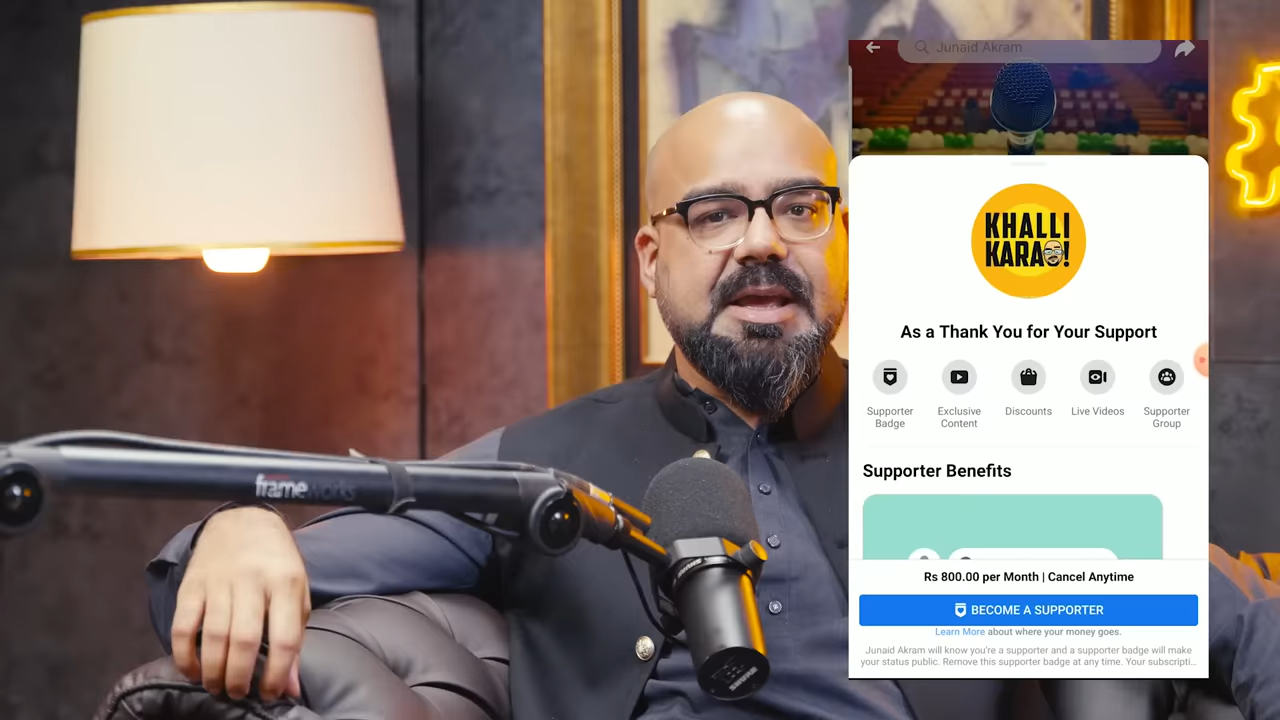 Junaid Akram
KHALLI
KARAO!
As a Thank You for Your Support
Supporter
Badge
Exclusive
Content
Discounts
Live Videos
Supporter
Group
Supporter Benefits
Rs 800.00 per Month | Cancel Anytime
BECOME A SUPPORTER
Learn More about where your money goes.
Junaid Akram will know you're a supporter and a supporter badge will make
your status public. Remove this supporter badge at any time. Your subscripti...
frameworks
SHURE